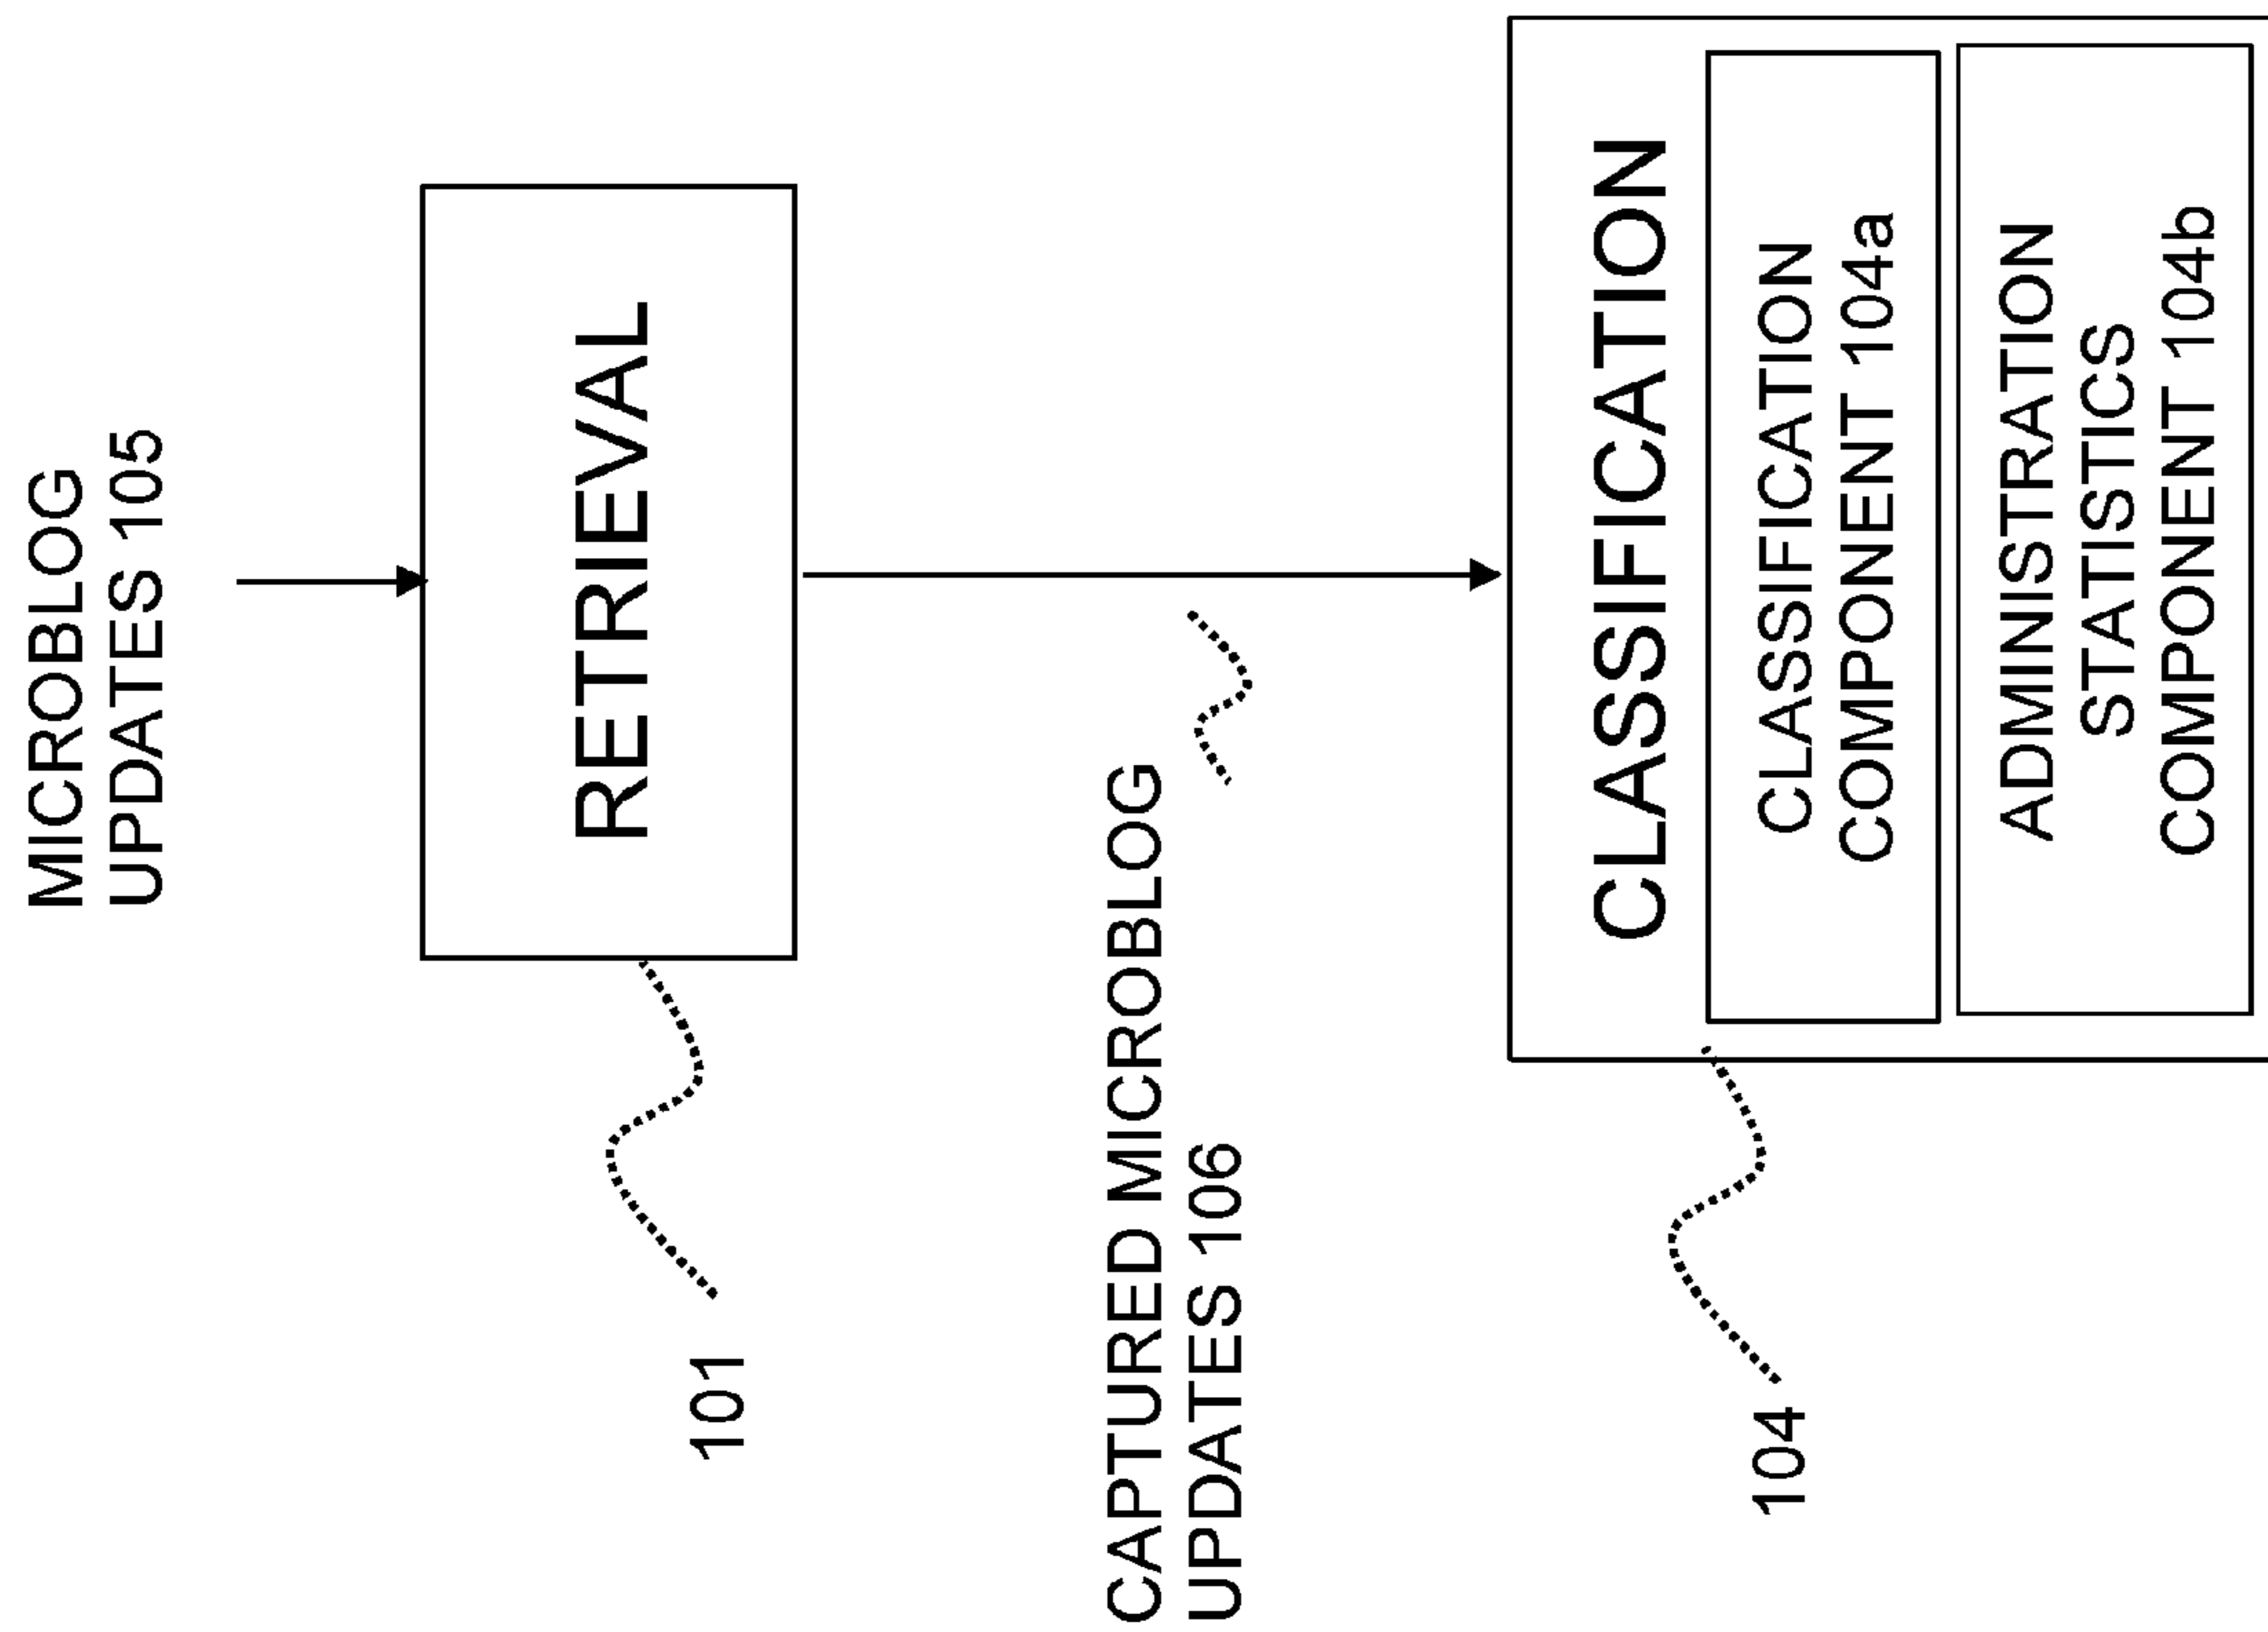 MICROBLOG
UPDATES 105
RETRIEVAL
101
CAPTURED MICROBLOG
UPDATES 106
CLASSIFICATION
CLASSIFICATION
COMPONENT 104a
ADMINISTRATION
STATISTICS
COMPONENT 104b
104